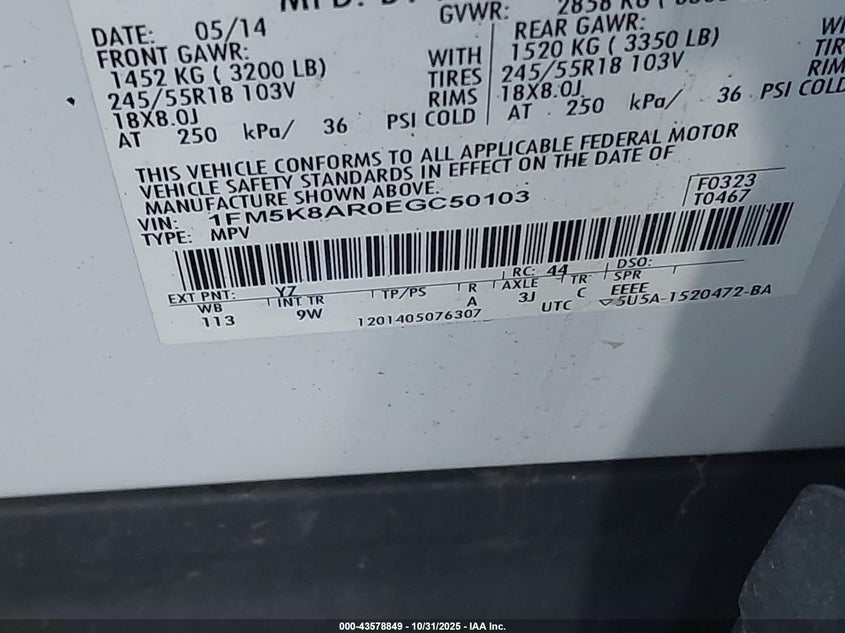 MFD. B
DATE: 05/14 GVWR: 2858 KG (
FRONT GAWR: REAR GAWR:
1452 KG ( 3200 LB) WITH 1520 KG ( 3350 LB) WI
245/55R18 103V TIRES 245/55R18 103V TIR
18X8.0J RIMS 18X8.0J RIM
AT 250 kPa/ 36 PSI COLD AT 250 kPa/ 36 PSI COLD
THIS VEHICLE CONFORMS TO ALL APPLICABLE FEDERAL MOTOR
VEHICLE SAFETY STANDARDS IN EFFECT ON THE DATE OF
MANUFACTURE SHOWN ABOVE.
VIN: 1FM5K8AR0EGC50103 F0323
TYPE: MPV T0467
EXT PNT: YZ RC: 44 DSO:
WB INT TR TP/PS R AXLE TR SPR
113 9W A 3J C EEEE
1201405076307 UTC ▽5U5A-1520472-BA
000-43578849 - 10/31/2025 - IAA Inc.